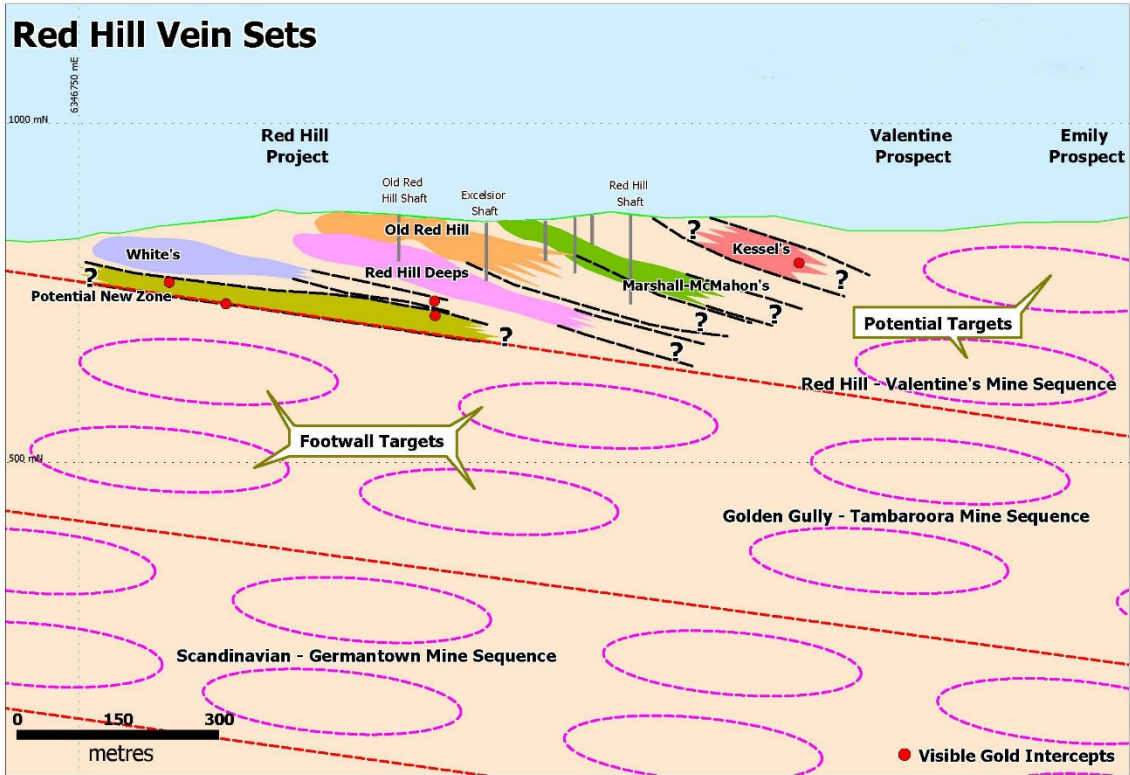 Red Hill Vein Sets
6346750 mE
1000 mN
Red Hill
Project
Valentine
Prospect
Emily
Prospect
Old Red
Hill Shaft
Excelsior
Shaft
Red Hill
Shaft
Old Red Hill
?
Kessel's
White's
Red Hill Deeps
?
?
Marshall-McMahon's
Potential New Zone
?
?
Potential Targets
?
?
Red Hill - Valentine's Mine Sequence
Footwall Targets
500 mN
Golden Gully - Tambaroora Mine Sequence
Scandinavian - Germantown Mine Sequence
0 150 300
metres
Visible Gold Intercepts